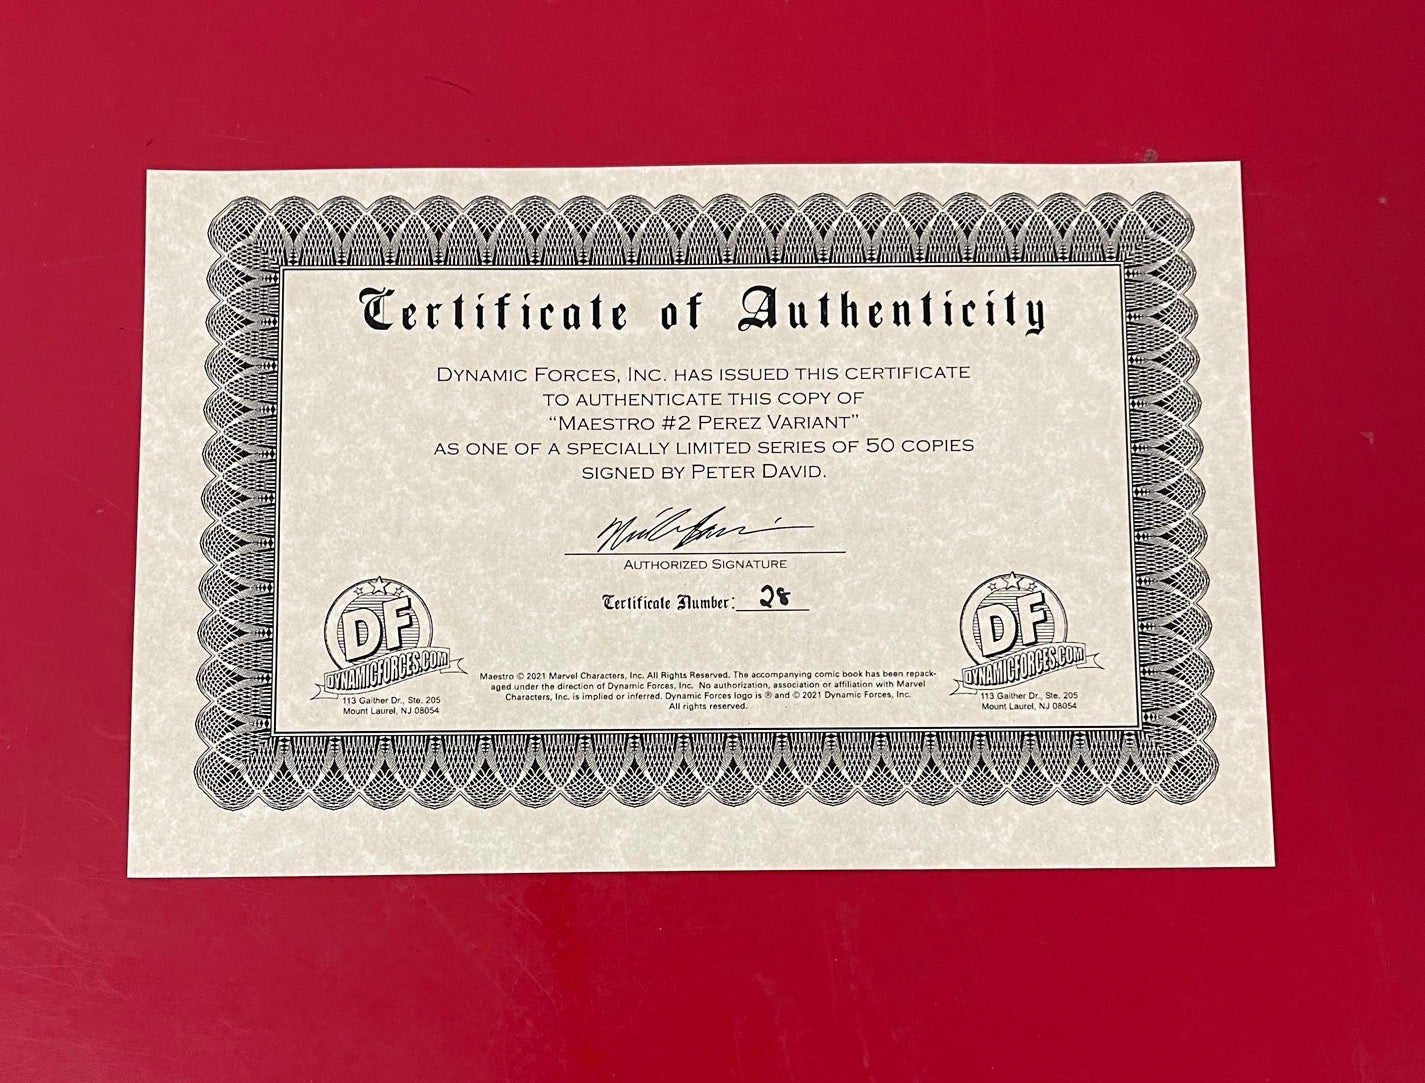 Certificate of Authenticity
DYNAMIC FORCES, INC. HAS ISSUED THIS CERTIFICATE
TO AUTHENTICATE THIS COPY OF
“MAESTRO #2 PEREZ VARIANT”
AS ONE OF A SPECIALLY LIMITED SERIES OF 50 COPIES
SIGNED BY PETER DAVID.
AUTHORIZED SIGNATURE
Certificate Number: 28
DF
DYNAMICFORCES.COM
113 Gaither Dr., Ste. 205
Mount Laurel, NJ 08054
Maestro © 2021 Marvel Characters, Inc. All Rights Reserved. The accompanying comic book has been repack-
aged under the direction of Dynamic Forces, Inc. No authorization, association or affiliation with Marvel
Characters, Inc. is implied or inferred. Dynamic Forces logo is ® and © 2021 Dynamic Forces, Inc.
All rights reserved.
DF
DYNAMICFORCES.COM
113 Gaither Dr., Ste. 205
Mount Laurel, NJ 08054